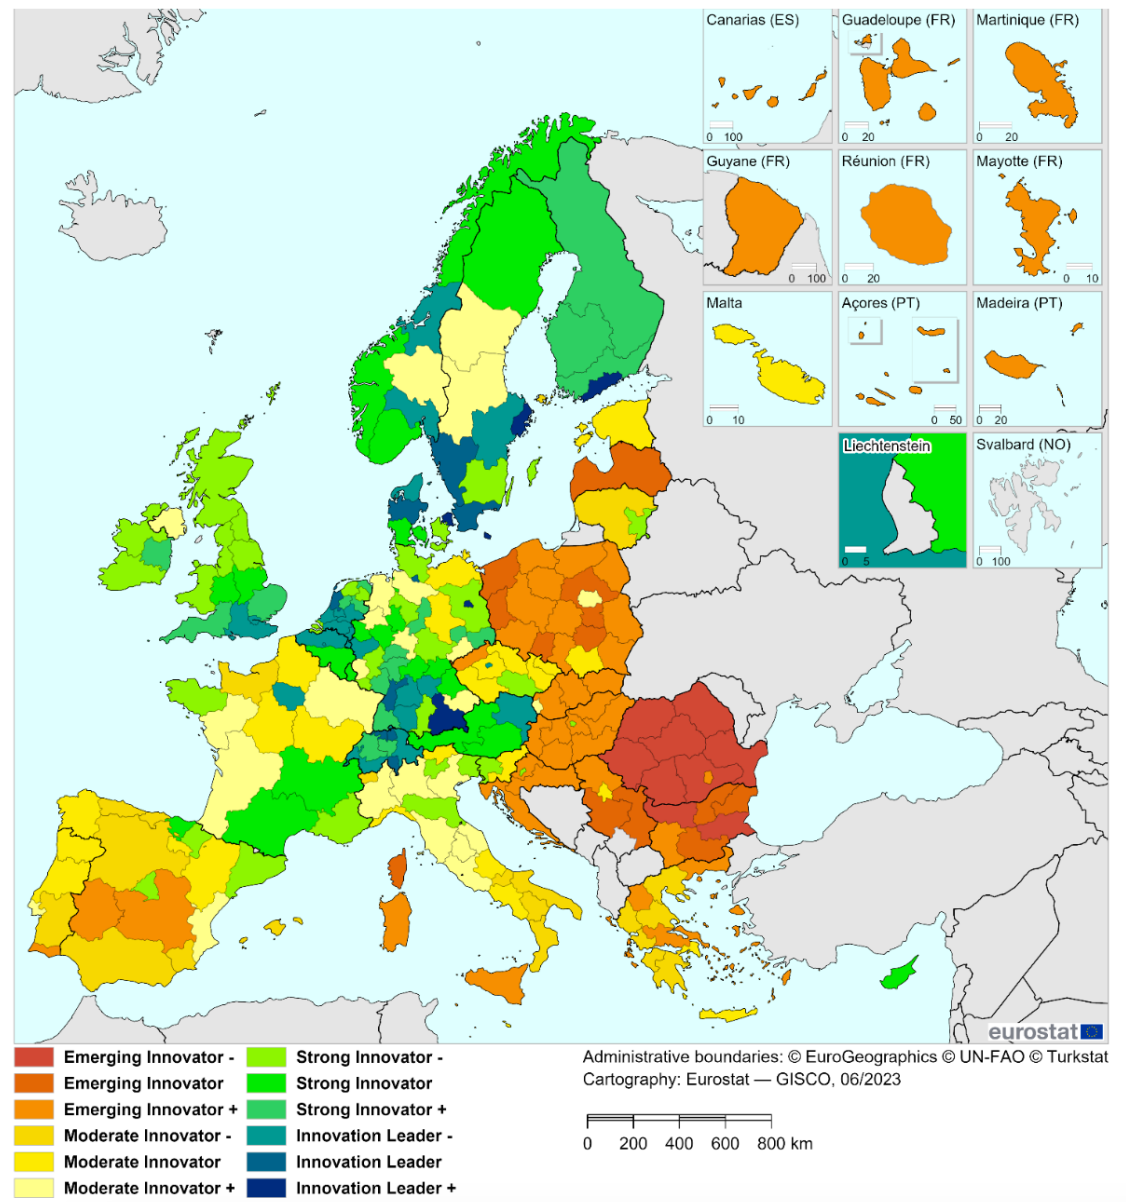 Canarias (ES)
0 100
Guadeloupe (FR)
0 20
Martinique (FR)
0 20
Guyane (FR)
0 100
Réunion (FR)
0 20
Mayotte (FR)
0 10
Malta
0 10
Açores (PT)
0 50
Madeira (PT)
0 20
Liechtenstein
0 5
Svalbard (NO)
0 100
eurostat
Emerging Innovator -
Emerging Innovator
Emerging Innovator +
Moderate Innovator -
Moderate Innovator
Moderate Innovator +
Strong Innovator -
Strong Innovator
Strong Innovator +
Innovation Leader -
Innovation Leader
Innovation Leader +
Administrative boundaries: © EuroGeographics © UN-FAO © Turkstat
Cartography: Eurostat — GISCO, 06/2023
0 200 400 600 800 km